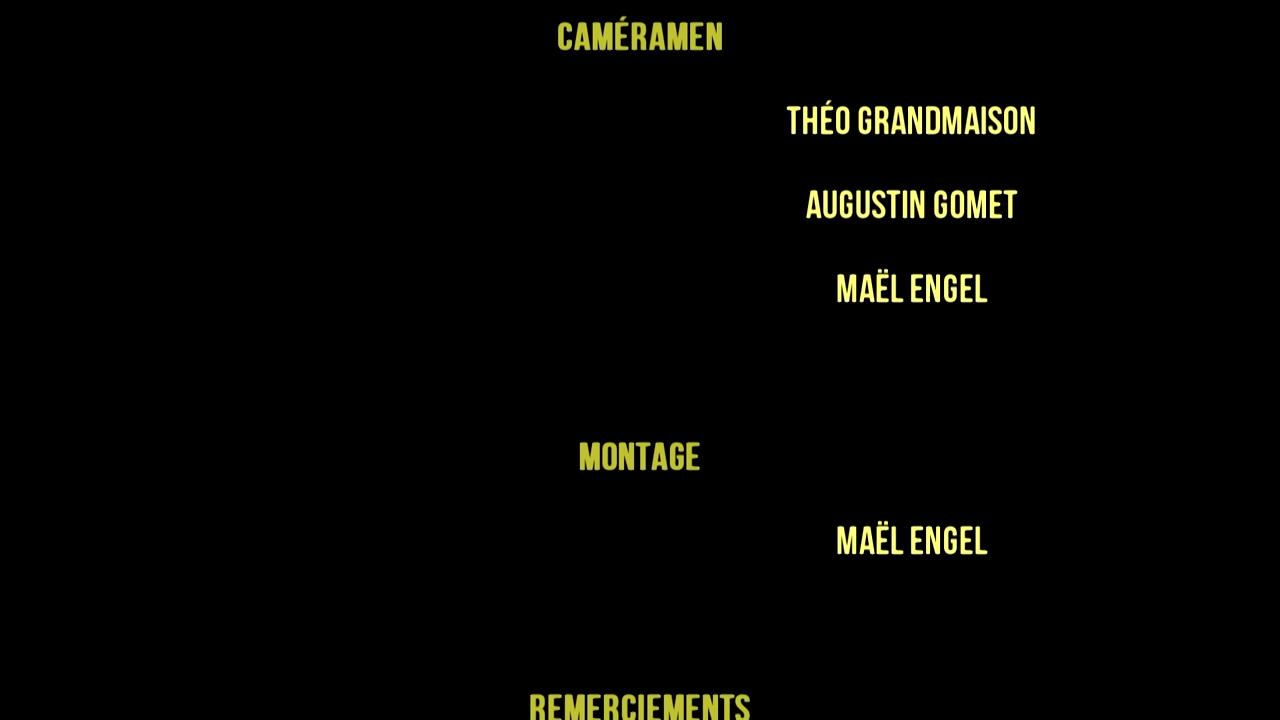 CAMÉRAMEN
THÉO GRANDMAISON
AUGUSTIN GOMET
MAËL ENGEL
MONTAGE
MAËL ENGEL
REMERCIEMENTS